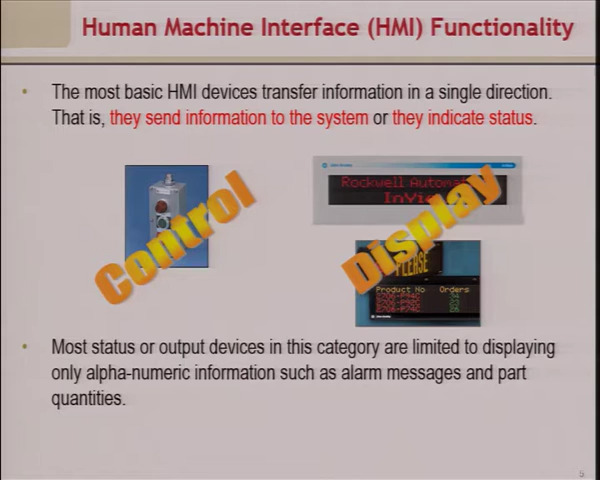 Human Machine Interface (HMI) Functionality
• The most basic HMI devices transfer information in a single direction.
That is, they send information to the system or they indicate status.
Control
Rockwell Automa
InVi
Display
PLEASE
Product No Orders
• Most status or output devices in this category are limited to displaying
only alpha-numeric information such as alarm messages and part
quantities.